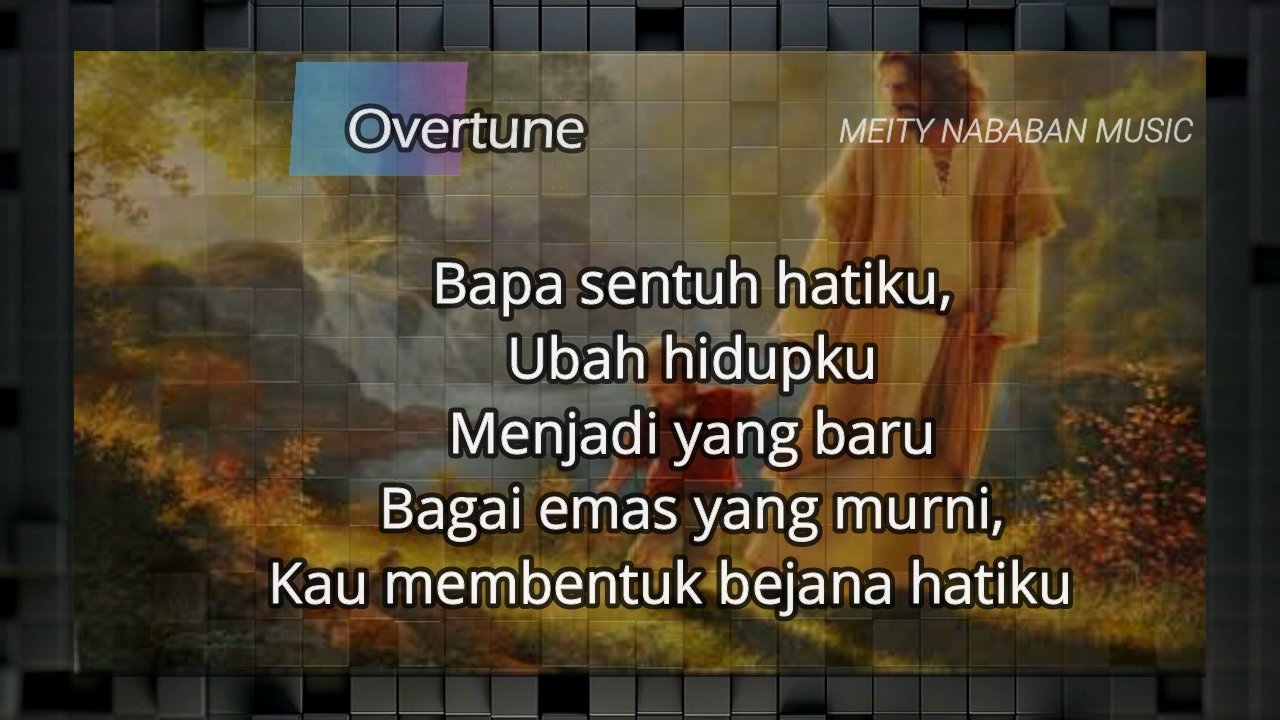 Overtune
MEITY NABABAN MUSIC
Bapa sentuh hatiku,
Ubah hidupku
Menjadi yang baru
Bagai emas yang murni,
Kau membentuk bejana hatiku